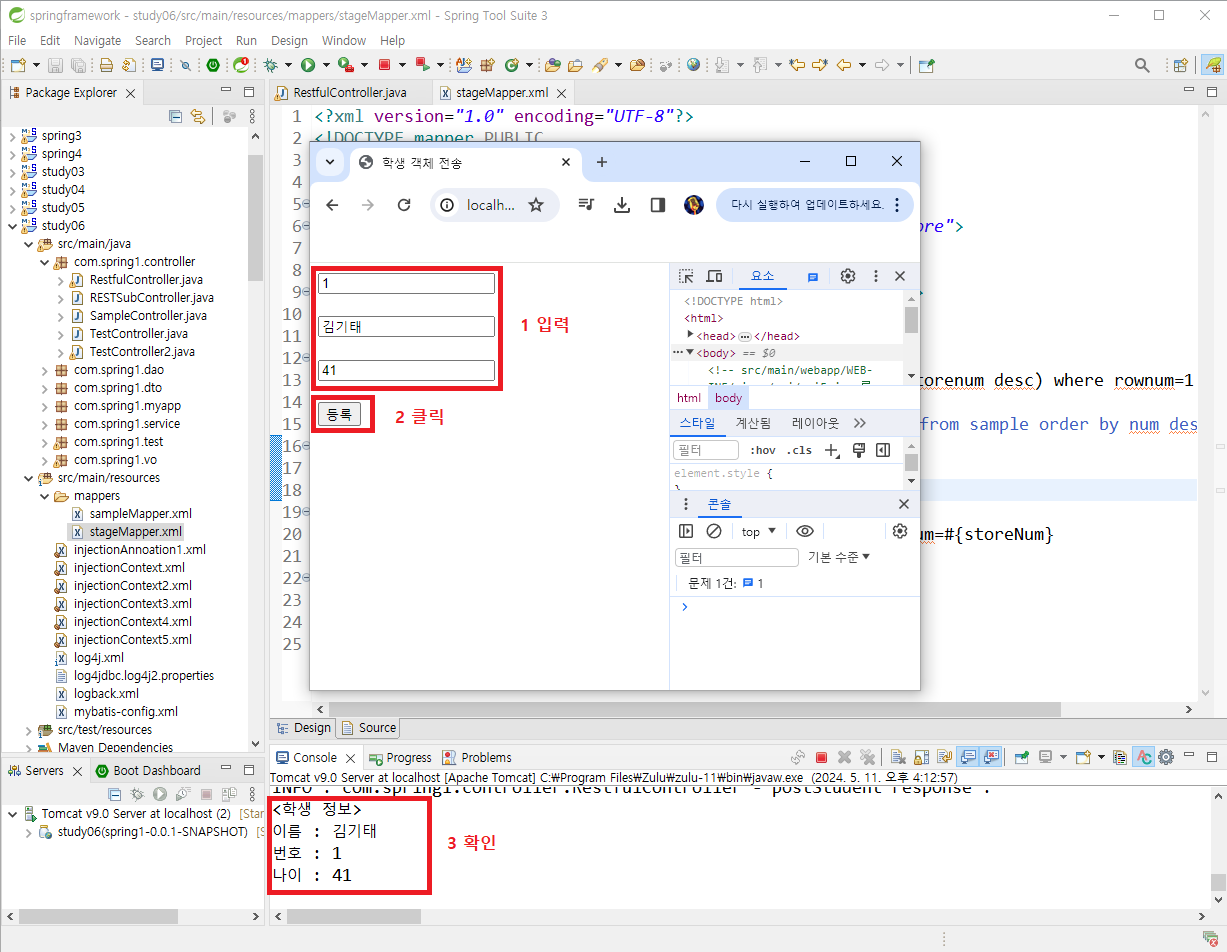 springframework - study06/src/main/resources/mappers/stageMapper.xml - Spring Tool Suite 3
File Edit Navigate Search Project Run Design Window Help
Package Explorer
spring3
spring4
study03
study04
study05
study06
src/main/java
com.spring1.controller
RestfulController.java
RESTSubController.java
SampleController.java
TestController.java
TestController2.java
com.spring1.dao
com.spring1.dto
com.spring1.myapp
com.spring1.service
com.spring1.test
com.spring1.vo
src/main/resources
mappers
sampleMapper.xml
stageMapper.xml
injectionAnnoation1.xml
injectionContext.xml
injectionContext2.xml
injectionContext3.xml
injectionContext4.xml
injectionContext5.xml
log4j.xml
log4jdbc.log4j2.properties
logback.xml
mybatis-config.xml
src/test/resources
Maven Dependencies
RestfulController.java stageMapper.xml
1 <?xml version="1.0" encoding="UTF-8"?>
2 <!DOCTYPE mapper PUBLIC
3
4
5
6 ore">
7
8
9
10
11
12
13 orenum desc) where rownum=1
14
15 from sample order by num des
16
17
18
19
20 um=#{storeNum}
21
22
23
24
25
학생 객체 전송
localh...
다시 실행하여 업데이트하세요.
1
김기태
41
등록
1 입력
2 클릭
요소
<!DOCTYPE html>
<html>
<head> </head>
<body> == $0
<!-- src/main/webapp/WEB-
html body
스타일 계산됨 레이아웃
필터 :hov .cls
element.style {
}
콘솔
top
필터 기본 수준
문제 1건: 1
Design Source
Servers Boot Dashboard
Tomcat v9.0 Server at localhost (2) [Star
study06(spring1-0.0.1-SNAPSHOT) [S
Console Progress Problems
Tomcat v9.0 Server at localhost [Apache Tomcat] C:₩Program Files₩Zulu₩zulu-11₩bin₩javaw.exe (2024. 5. 11. 오후 4:12:57)
INFO : com.spring1.controller.RestfulController - postStudent response :
<학생 정보>
이름 : 김기태
번호 : 1
나이 : 41
3 확인